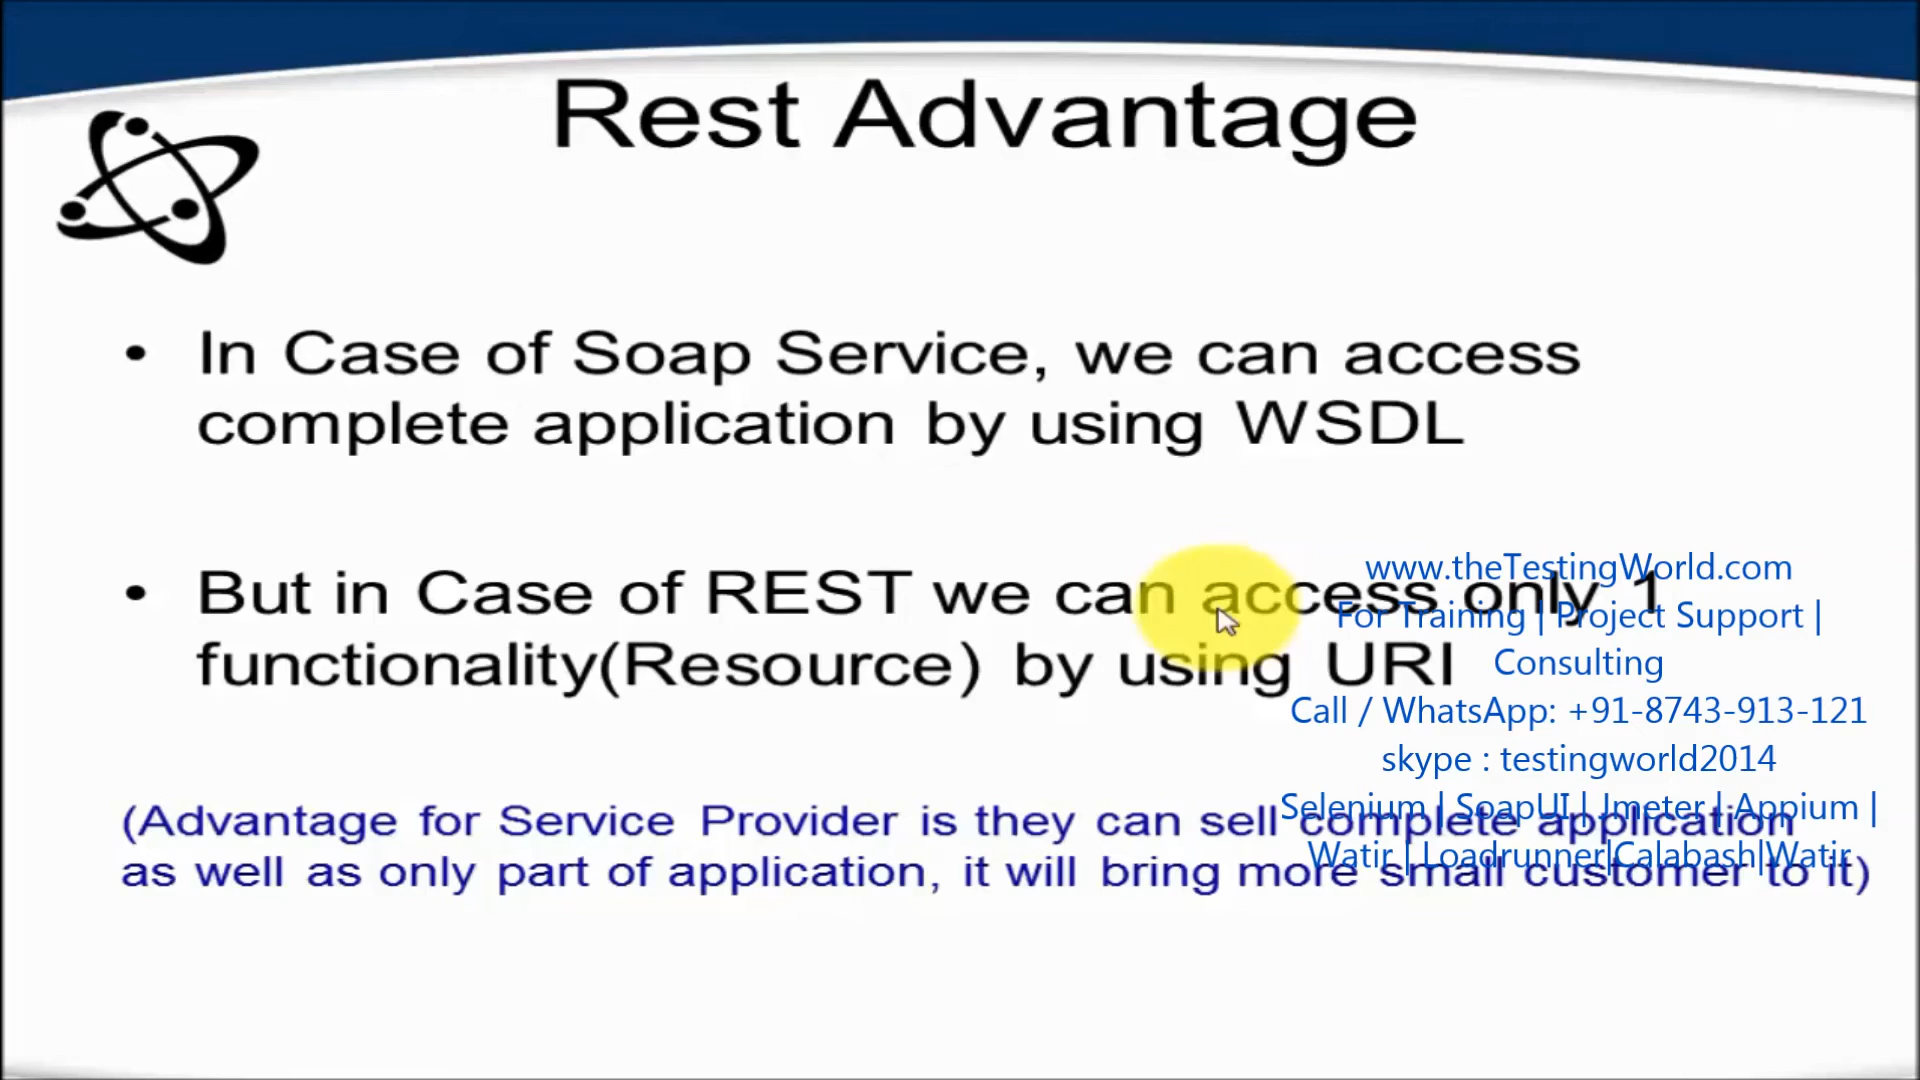 Rest Advantage
• In Case of Soap Service, we can access
complete application by using WSDL
• But in Case of REST we can access only 1
functionality(Resource) by using URI
(Advantage for Service Provider is they can sell complete application
as well as only part of application, it will bring more small customer to it)
www.theTestingWorld.com
For Training | Project Support |
Consulting
Call / WhatsApp: +91-8743-913-121
skype : testingworld2014
Selenium | SoapUI | Jmeter | Appium |
Watir | Loadrunner|Calabash|Watir